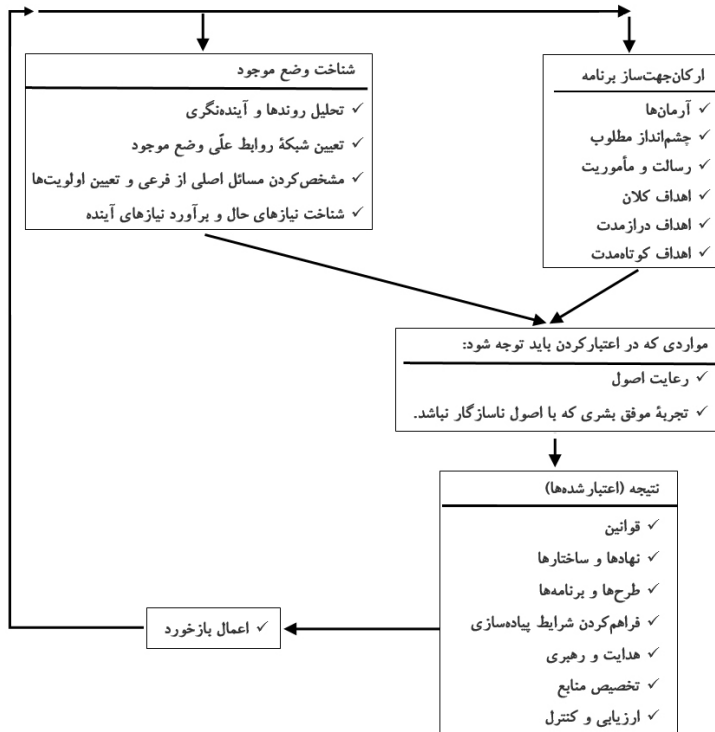 ارکان‌جهت‌ساز برنامه
✓ آرمان‌ها
✓ چشم‌انداز مطلوب
✓ رسالت و مأموریت
✓ اهداف کلان
✓ اهداف درازمدت
✓ اهداف کوتاه‌مدت
شناخت وضع موجود
✓ تحلیل روندها و آینده‌نگری
✓ تعیین شبکهٔ روابط علّی وضع موجود
✓ مشخص‌کردن مسائل اصلی از فرعی و تعیین اولویت‌ها
✓ شناخت نیازهای حال و برآورد نیازهای آینده
مواردی که در اعتبارکردن باید توجه شود:
✓ رعایت اصول
✓ تجربهٔ موفق بشری که با اصول ناسازگار نباشد.
نتیجه (اعتبارشده‌ها)
✓ قوانین
✓ نهادها و ساختارها
✓ طرح‌ها و برنامه‌ها
✓ فراهم‌کردن شرایط پیاده‌سازی
✓ هدایت و رهبری
✓ تخصیص منابع
✓ ارزیابی و کنترل
✓ اعمال بازخورد